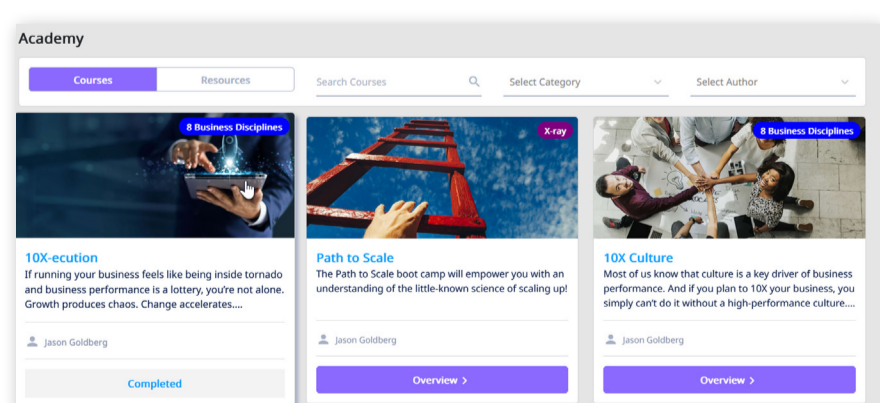 Academy
Courses
Resources
Search Courses
Select Category
Select Author
8 Business Disciplines
10X-ecution
If running your business feels like being inside tornado
and business performance is a lottery, you're not alone.
Growth produces chaos. Change accelerates....
Jason Goldberg
Completed
X-ray
Path to Scale
The Path to Scale boot camp will empower you with an
understanding of the little-known science of scaling up!
Jason Goldberg
Overview >
8 Business Disciplines
10X Culture
Most of us know that culture is a key driver of business
performance. And if you plan to 10X your business, you
simply can't do it without a high-performance culture....
Jason Goldberg
Overview >